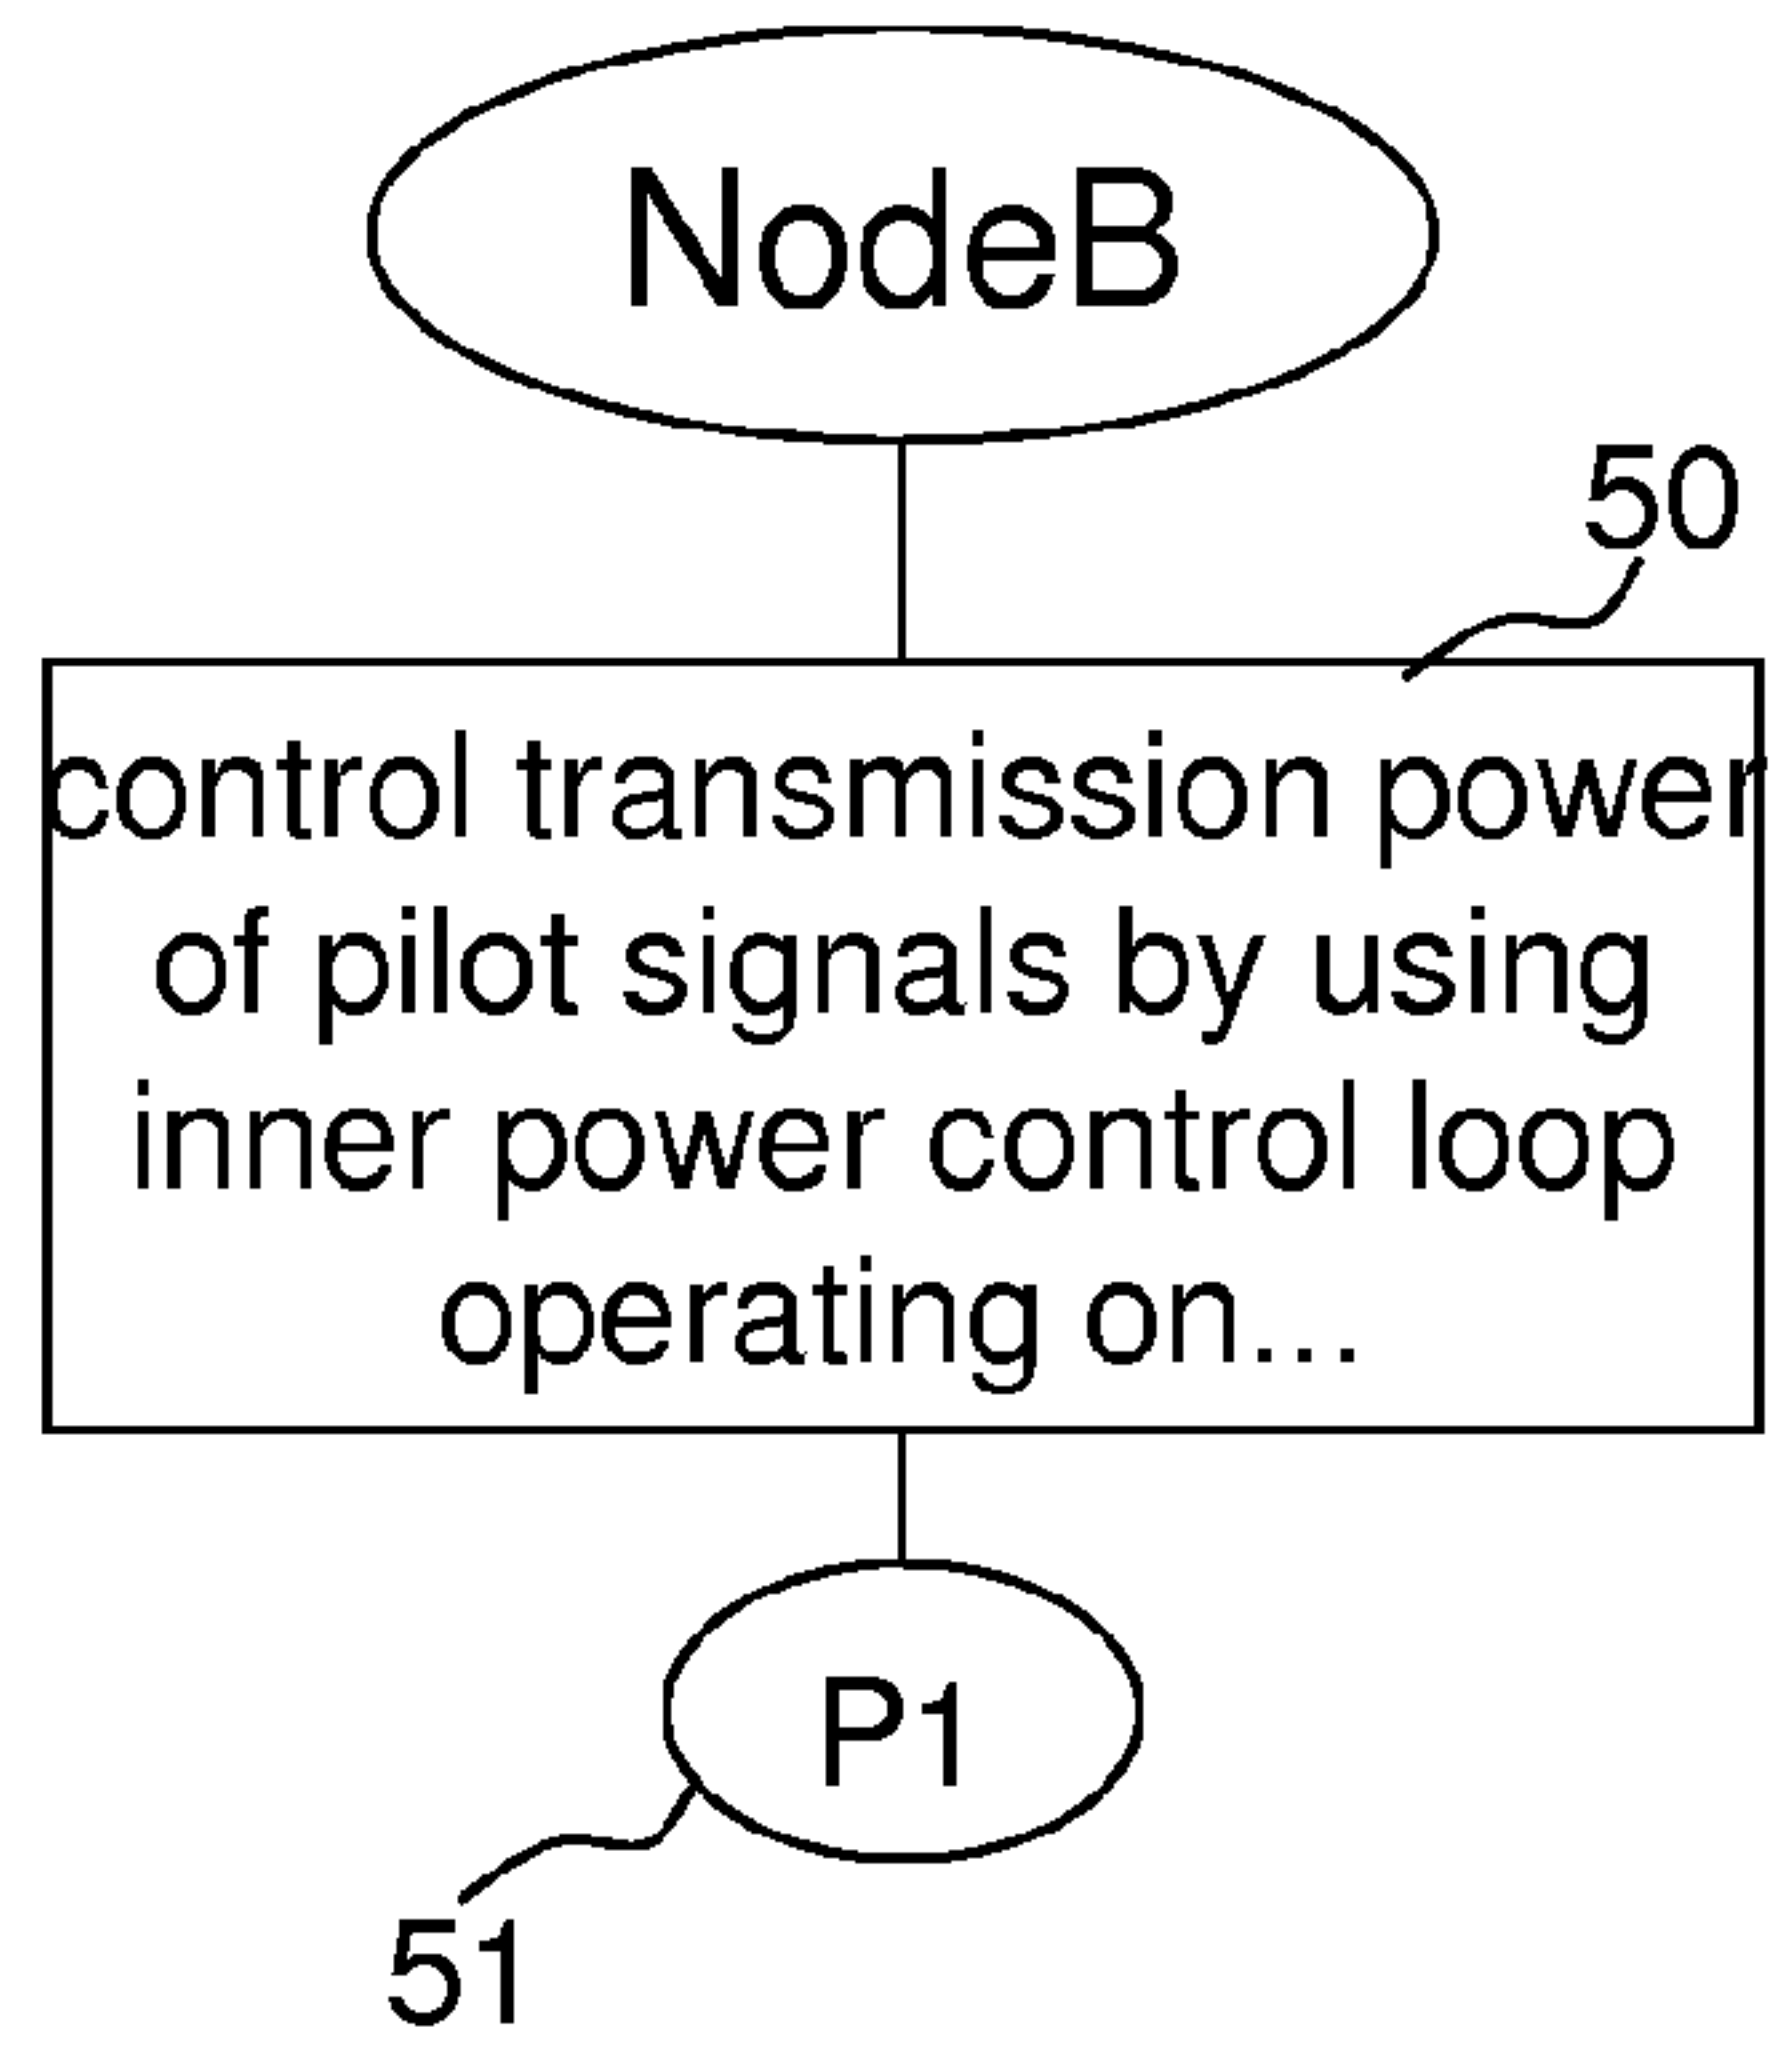 NodeB
50
control transmission power
of pilot signals by using
inner power control loop
operating on...
P1
51